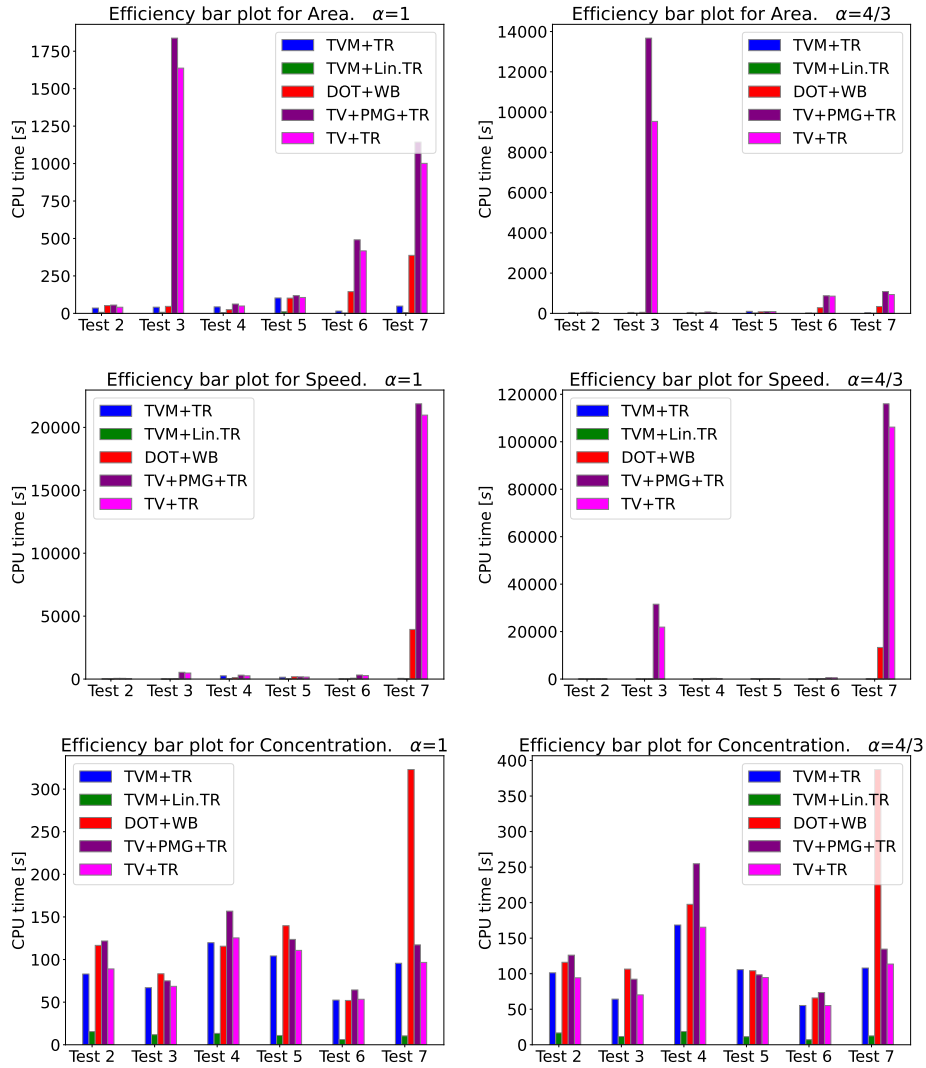 Efficiency bar plot for Area. α=1
CPU time [s]
1750
1500
1250
1000
750
500
250
0
TVM+TR
TVM+Lin.TR
DOT+WB
TV+PMG+TR
TV+TR
Test 2 Test 3 Test 4 Test 5 Test 6 Test 7
Efficiency bar plot for Area. α=4/3
CPU time [s]
14000
12000
10000
8000
6000
4000
2000
0
TVM+TR
TVM+Lin.TR
DOT+WB
TV+PMG+TR
TV+TR
Test 2 Test 3 Test 4 Test 5 Test 6 Test 7
Efficiency bar plot for Speed. α=1
CPU time [s]
20000
15000
10000
5000
0
TVM+TR
TVM+Lin.TR
DOT+WB
TV+PMG+TR
TV+TR
Test 2 Test 3 Test 4 Test 5 Test 6 Test 7
Efficiency bar plot for Speed. α=4/3
CPU time [s]
120000
100000
80000
60000
40000
20000
0
TVM+TR
TVM+Lin.TR
DOT+WB
TV+PMG+TR
TV+TR
Test 2 Test 3 Test 4 Test 5 Test 6 Test 7
Efficiency bar plot for Concentration. α=1
CPU time [s]
300
250
200
150
100
50
0
TVM+TR
TVM+Lin.TR
DOT+WB
TV+PMG+TR
TV+TR
Test 2 Test 3 Test 4 Test 5 Test 6 Test 7
Efficiency bar plot for Concentration. α=4/3
CPU time [s]
400
350
300
250
200
150
100
50
0
TVM+TR
TVM+Lin.TR
DOT+WB
TV+PMG+TR
TV+TR
Test 2 Test 3 Test 4 Test 5 Test 6 Test 7